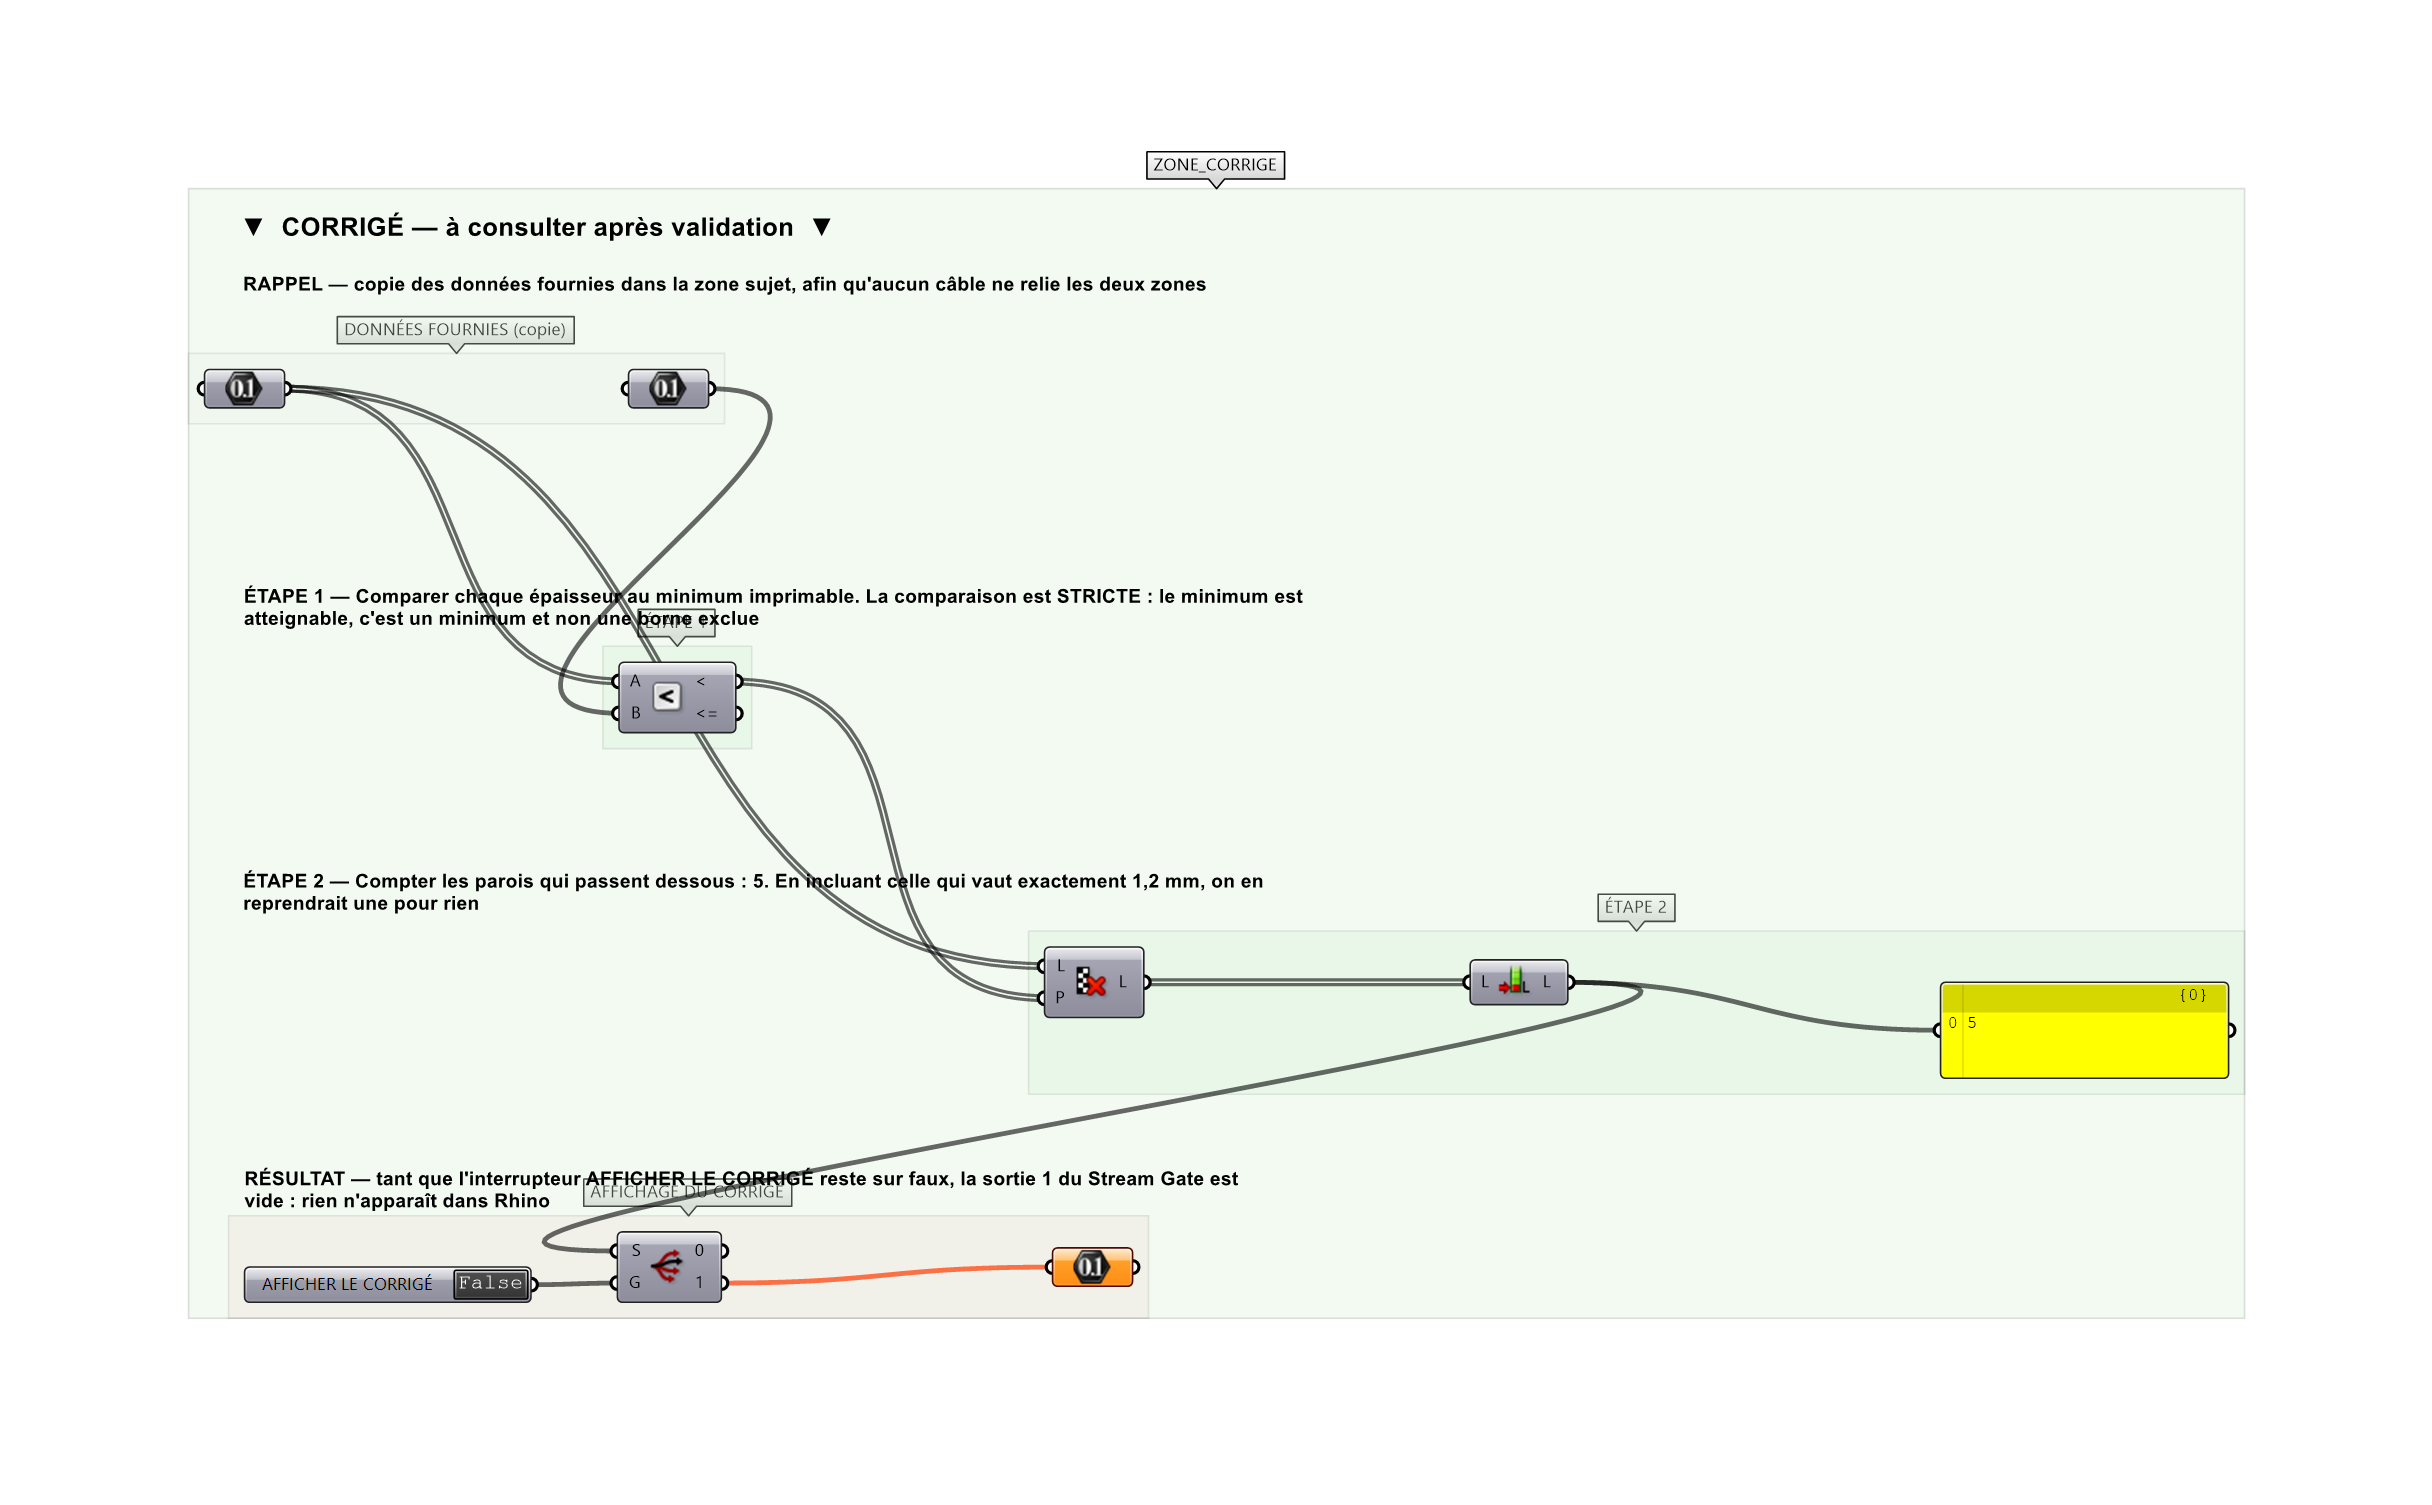 ZONE_CORRIGE
▼ CORRIGÉ — à consulter après validation ▼
RAPPEL — copie des données fournies dans la zone sujet, afin qu'aucun câble ne relie les deux zones
DONNÉES FOURNIES (copie)
0.1
0.1
ÉTAPE 1 — Comparer chaque épaisseur au minimum imprimable. La comparaison est STRICTE : le minimum est
atteignable, c'est un minimum et non une borne exclue
ÉTAPE 1
A <
<
B <=
ÉTAPE 2 — Compter les parois qui passent dessous : 5. En incluant celle qui vaut exactement 1,2 mm, on en
reprendrait une pour rien
ÉTAPE 2
L
P
L
L L L
{0}
0 5
RÉSULTAT — tant que l'interrupteur AFFICHER LE CORRIGÉ reste sur faux, la sortie 1 du Stream Gate est
vide : rien n'apparaît dans Rhino
AFFICHAGE DU CORRIGÉ
S 0
G 1
AFFICHER LE CORRIGÉ False
0.1